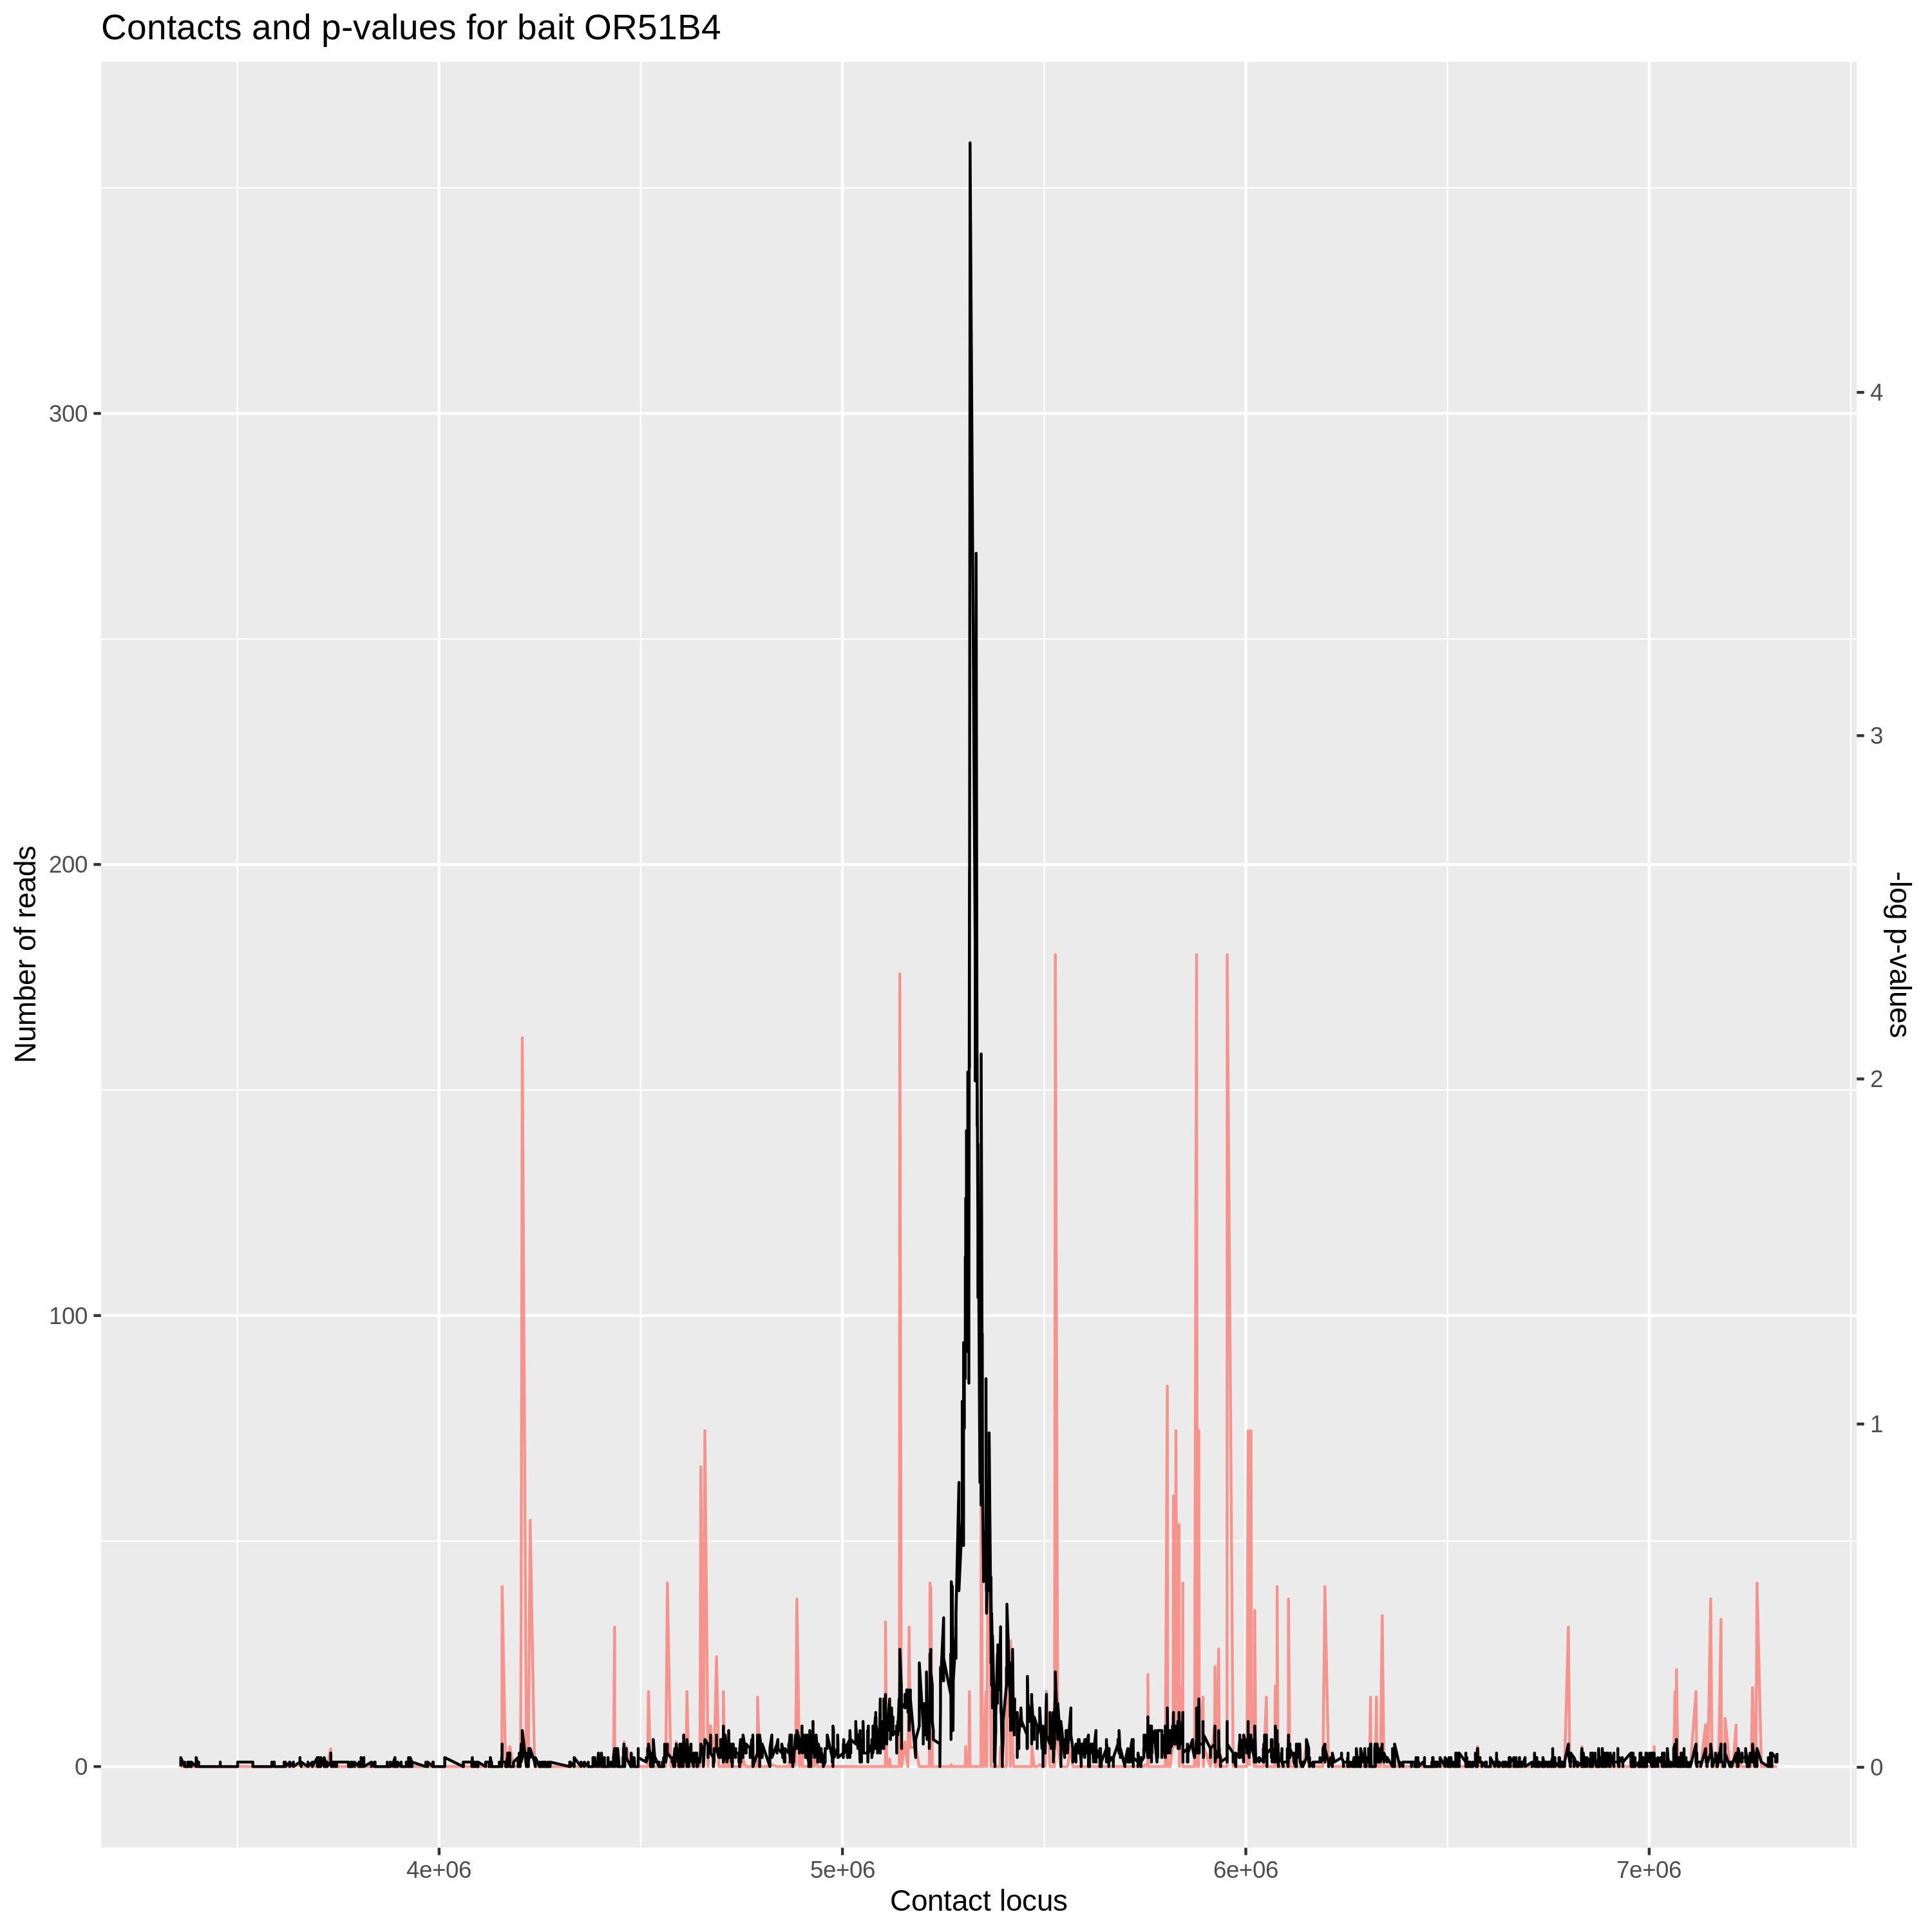 Contacts and p-values for bait OR51B4
Number of reads
300
200
100
0
4
3
2
1
0
-log p-values
4e+06
5e+06
6e+06
7e+06
Contact locus